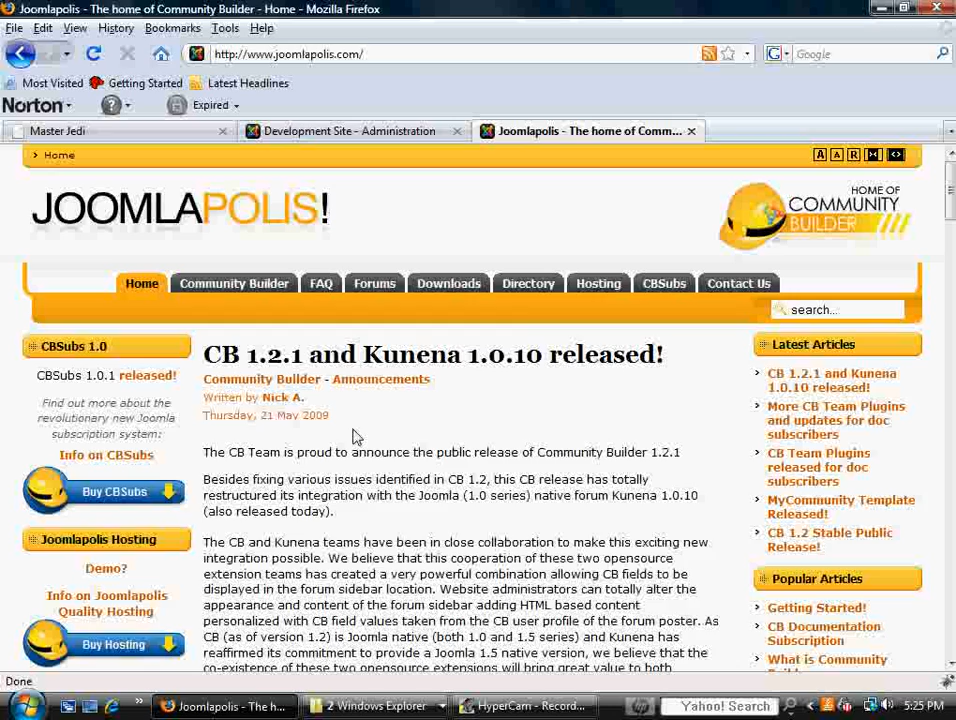 Joomlapolis - The home of Community Builder - Home - Mozilla Firefox
File Edit View History Bookmarks Tools Help
http://www.joomlapolis.com/
G Google
Most Visited Getting Started Latest Headlines
Norton ? Expired
Master Jedi
Development Site - Administration
Joomlapolis - The home of Comm...
Home
A A R
JOOMLAPOLIS!
HOME OF
COMMUNITY
BUILDER
Home Community Builder FAQ Forums Downloads Directory Hosting CBSubs Contact Us
search...
CBSubs 1.0
CBSubs 1.0.1 released!
Find out more about the
revolutionary new Joomla
subscription system:
Info on CBSubs
Buy CBSubs
Joomlapolis Hosting
Demo?
Info on Joomlapolis
Quality Hosting
Buy Hosting
CB 1.2.1 and Kunena 1.0.10 released!
Community Builder - Announcements
Written by Nick A.
Thursday, 21 May 2009
The CB Team is proud to announce the public release of Community Builder 1.2.1
Besides fixing various issues identified in CB 1.2, this CB release has totally
restructured its integration with the Joomla (1.0 series) native forum Kunena 1.0.10
(also released today).
The CB and Kunena teams have been in close collaboration to make this exciting new
integration possible. We believe that this cooperation of these two opensource
extension teams has created a very powerful combination allowing CB fields to be
displayed in the forum sidebar location. Website administrators can totally alter the
appearance and content of the forum sidebar adding HTML based content
personalized with CB field values taken from the CB user profile of the forum poster. As
CB (as of version 1.2) is Joomla native (both 1.0 and 1.5 series) and Kunena has
reaffirmed its commitment to provide a Joomla 1.5 native version, we believe that the
co-existence of these two opensource extensions will bring great value to both
Latest Articles
CB 1.2.1 and Kunena
1.0.10 released!
More CB Team Plugins
and updates for doc
subscribers
CB Team Plugins
released for doc
subscribers
MyCommunity Template
Released!
CB 1.2 Stable Public
Release!
Popular Articles
Getting Started!
CB Documentation
Subscription
What is Community
Done
Joomlapolis - The h...
2 Windows Explorer
HyperCam - Record...
Yahoo! Search
5:25 PM